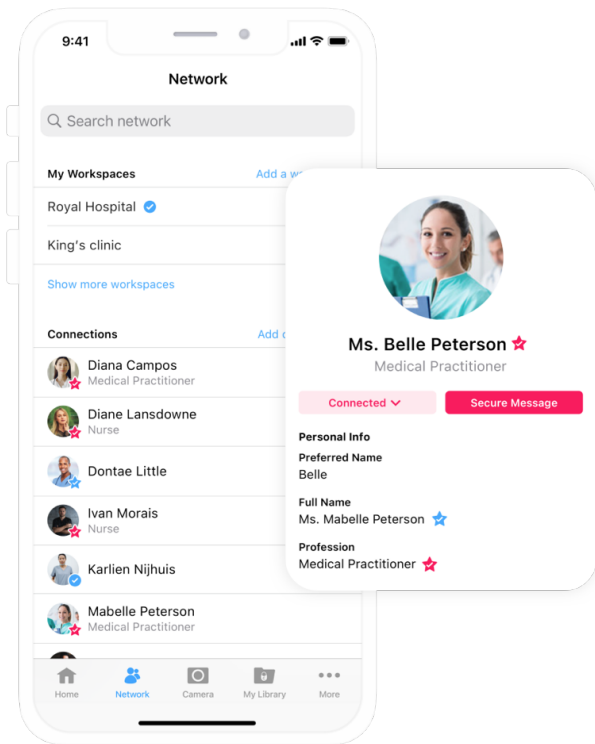 9:41
Network
Search network
My Workspaces
Add a w
Royal Hospital
King's clinic
Show more workspaces
Connections
Add
Diana Campos
Medical Practitioner
Diane Lansdowne
Nurse
Dontae Little
Ivan Morais
Nurse
Karlien Nijhuis
Mabelle Peterson
Medical Practitioner
Home
Network
Camera
My Library
More
Ms. Belle Peterson
Medical Practitioner
Connected
Secure Message
Personal Info
Preferred Name
Belle
Full Name
Ms. Mabelle Peterson
Profession
Medical Practitioner